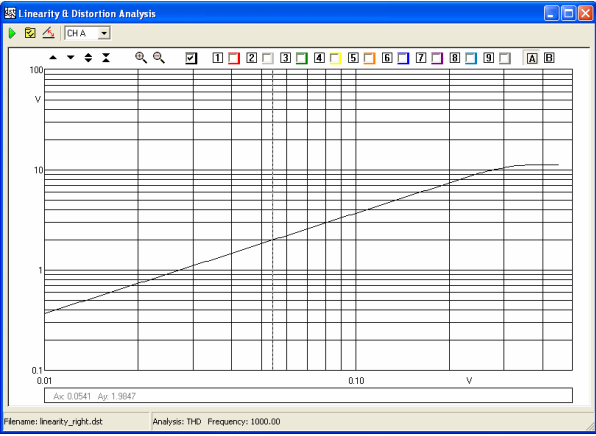 Linearity & Distortion Analysis
CH A
1 2 3 4 5 6 7 8 9 A B
100
V
10
1
0.1
0.01 0.10 V
Ax: 0.0541 Ay: 1.9847
Filename: linearity_right.dst Analysis: THD Frequency: 1000.00